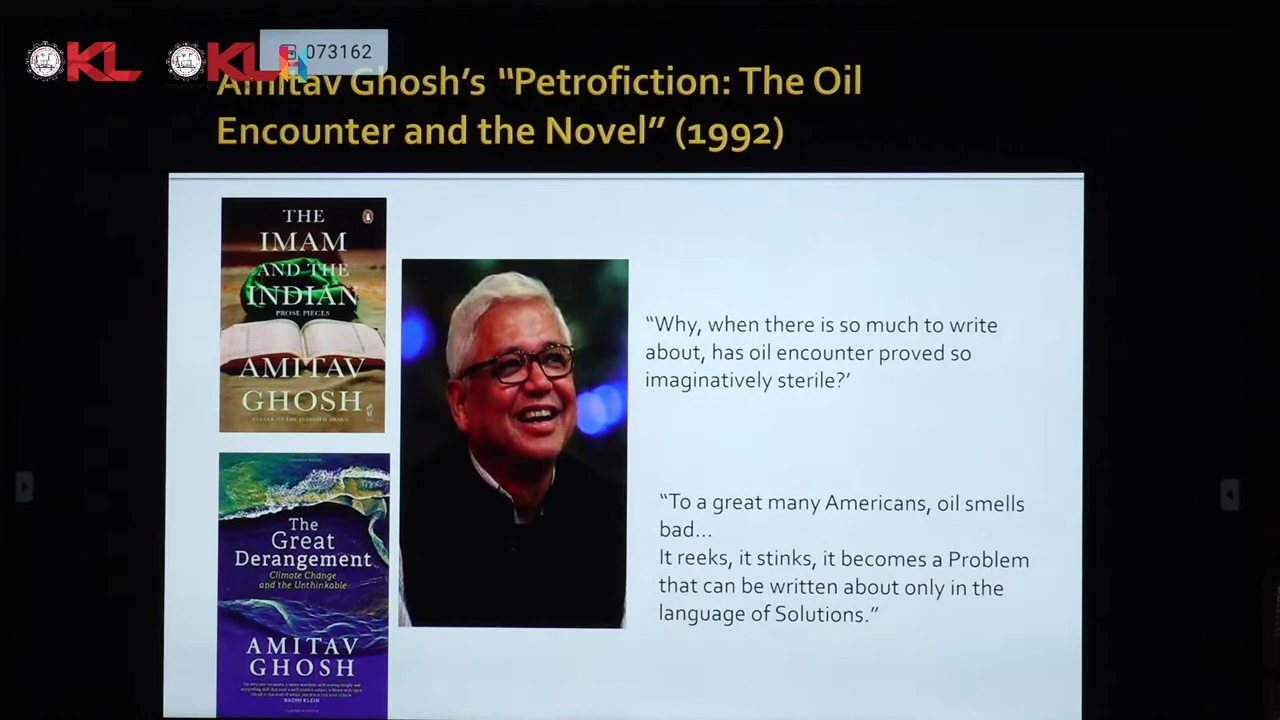 KL
KU
073162
Amitav Ghosh's "Petrofiction: The Oil
Encounter and the Novel" (1992)
THE
IMAM
AND THE
INDIAN
PROSE PIECES
AMITAV
GHOSH
"Why, when there is so much to write
about, has oil encounter proved so
imaginatively sterile?'
The
Great
Derangement
Climate Change
and the Unthinkable
AMITAV
GHOSH
NAOMI KLEIN
"To a great many Americans, oil smells
bad...
It reeks, it stinks, it becomes a Problem
that can be written about only in the
language of Solutions."